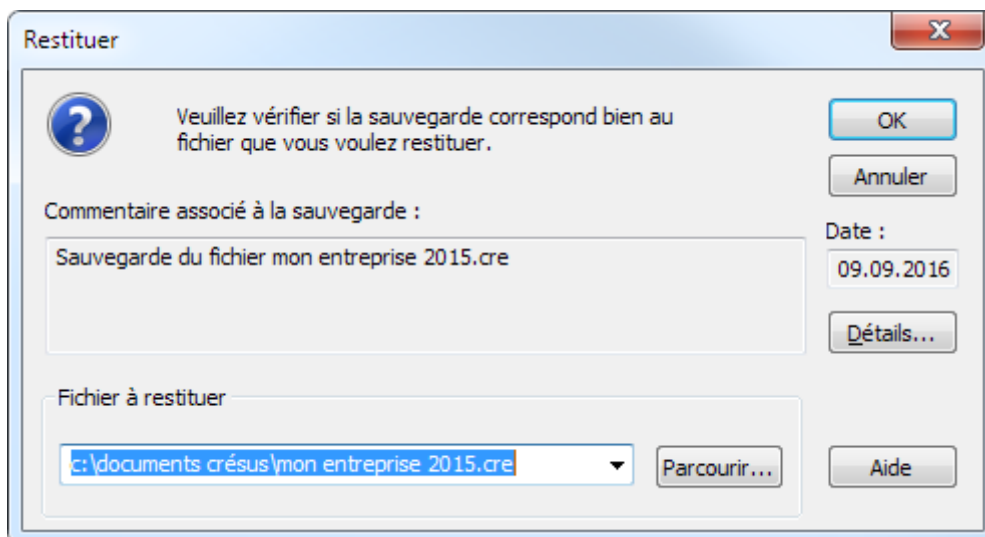 Restituer
Veuillez vérifier si la sauvegarde correspond bien au
fichier que vous voulez restituer.
OK
Annuler
Commentaire associé à la sauvegarde :
Sauvegarde du fichier mon entreprise 2015.cre
Date :
09.09.2016
Détails...
Fichier à restituer
c:\documents crésus\mon entreprise 2015.cre
Parcourir...
Aide